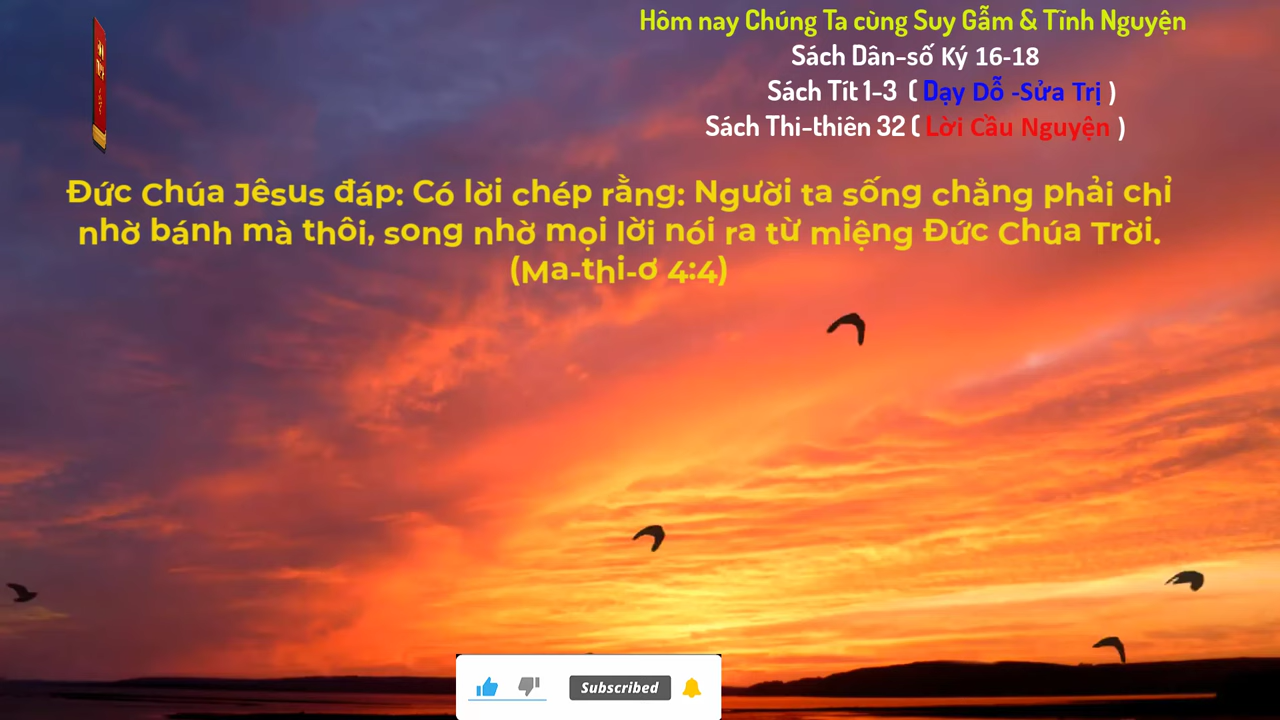 Hôm nay Chúng Ta cùng Suy Gẫm & Tĩnh Nguyện
Sách Dân-số Ký 16-18
Sách Tít 1-3 ( Dạy Dỗ -Sửa Trị )
Sách Thi-thiên 32 ( Lời Cầu Nguyện )
Đức Chúa Jêsus đáp: Có lời chép rằng: Người ta sống chẳng phải chỉ
nhờ bánh mà thôi, song nhờ mọi lời nói ra từ miệng Đức Chúa Trời.
(Ma-thi-ơ 4:4)
Subscribed